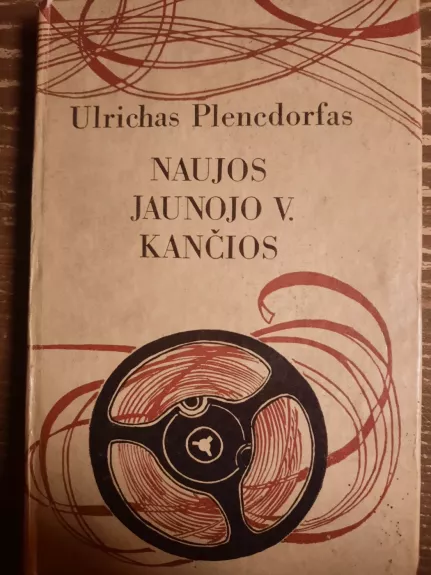 Ulrichas Plencdorfas
NAUJOS
JAUNOJO V.
KANČIOS